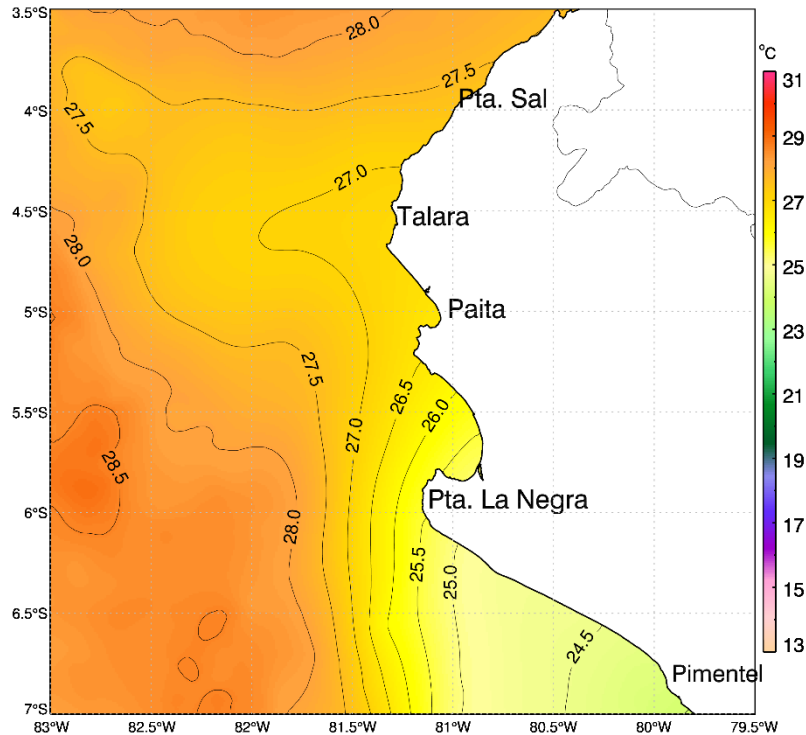 3.5°S
28.0
°C
31
27.5
Pta. Sal
4°S
27.5
29
27.0
27
4.5°S
Talara
28.0
25
5°S
Paita
23
27.5
26.5
21
5.5°S
26.0
27.0
28.5
19
Pta. La Negra
6°S
28.0
17
25.5
25.0
15
6.5°S
24.5
Pimentel
13
7°S
83°W
82.5°W
82°W
81.5°W
81°W
80.5°W
80°W
79.5°W